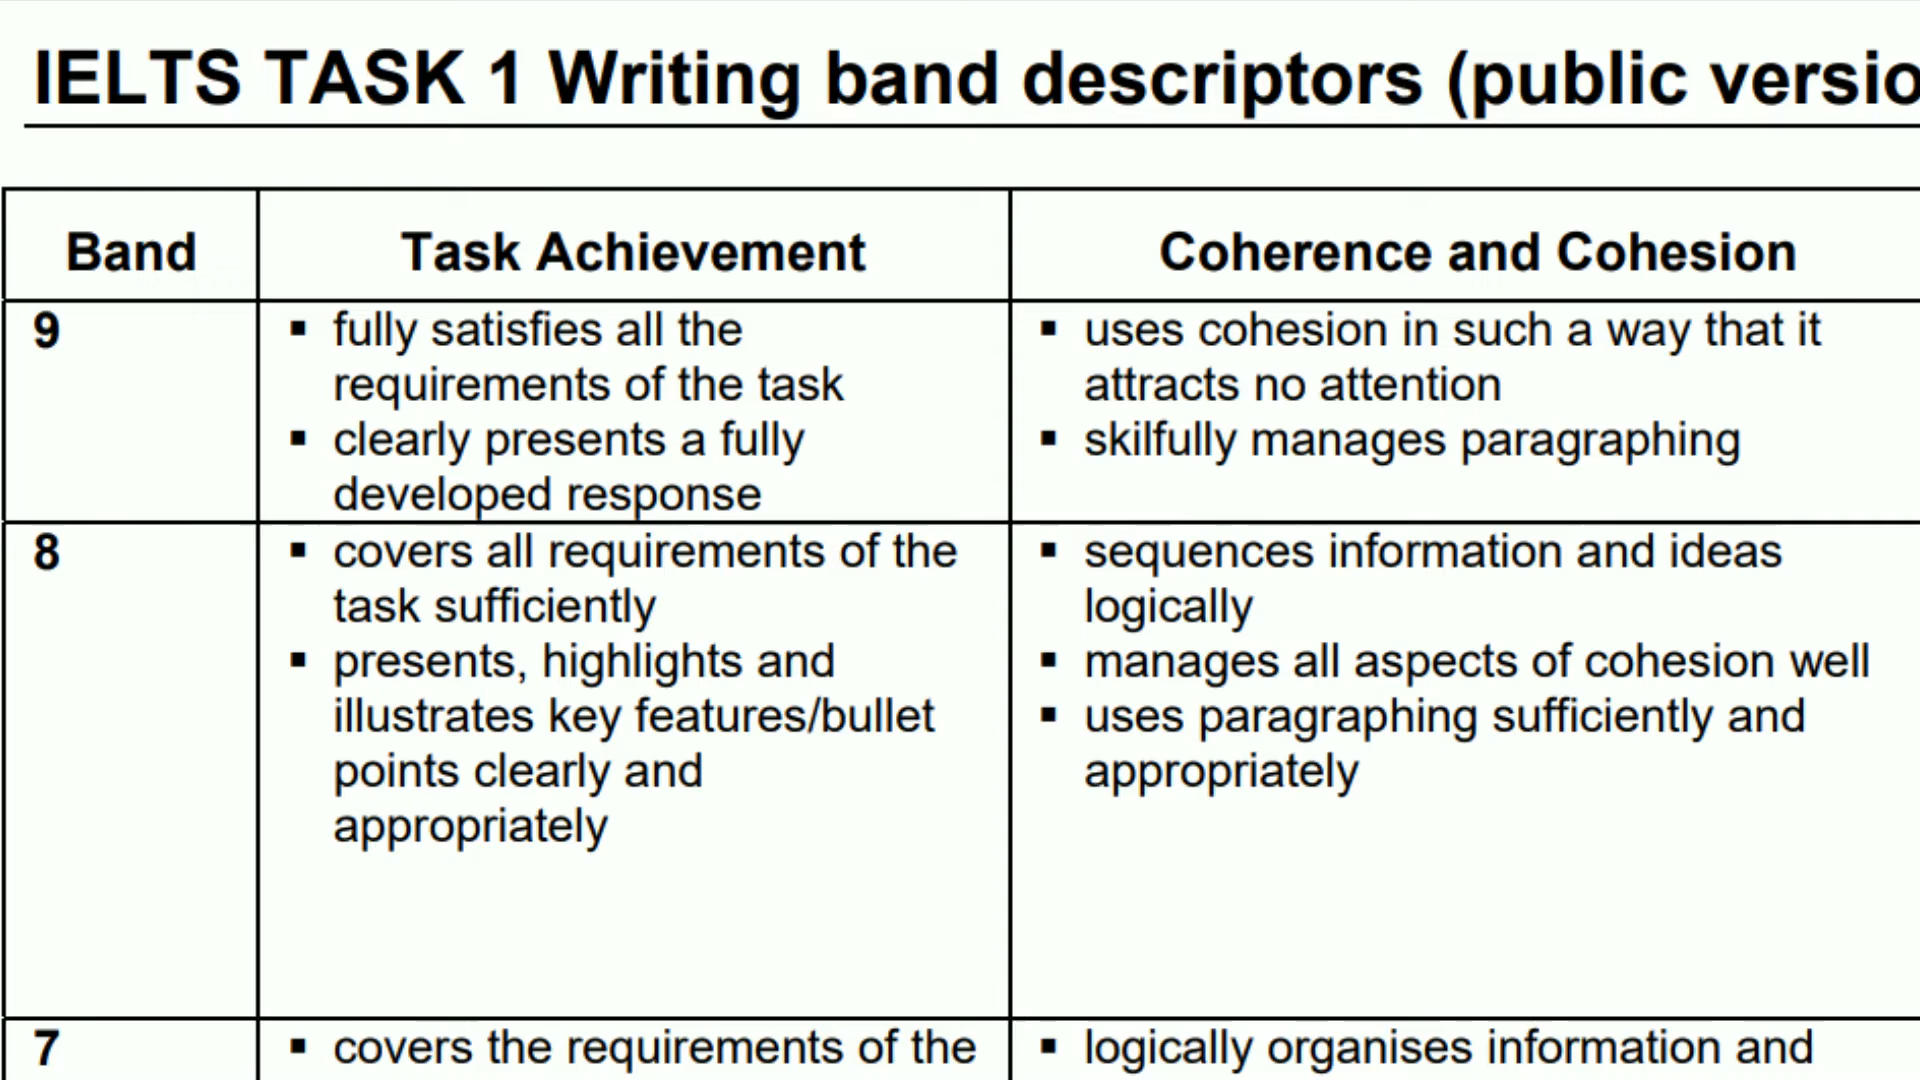 IELTS TASK 1 Writing band descriptors (public versio
Band
Task Achievement
Coherence and Cohesion
9
▪ fully satisfies all the
requirements of the task
▪ clearly presents a fully
developed response
▪ uses cohesion in such a way that it
attracts no attention
▪ skilfully manages paragraphing
8
▪ covers all requirements of the
task sufficiently
▪ presents, highlights and
illustrates key features/bullet
points clearly and
appropriately
▪ sequences information and ideas
logically
▪ manages all aspects of cohesion well
▪ uses paragraphing sufficiently and
appropriately
7
▪ covers the requirements of the
▪ logically organises information and